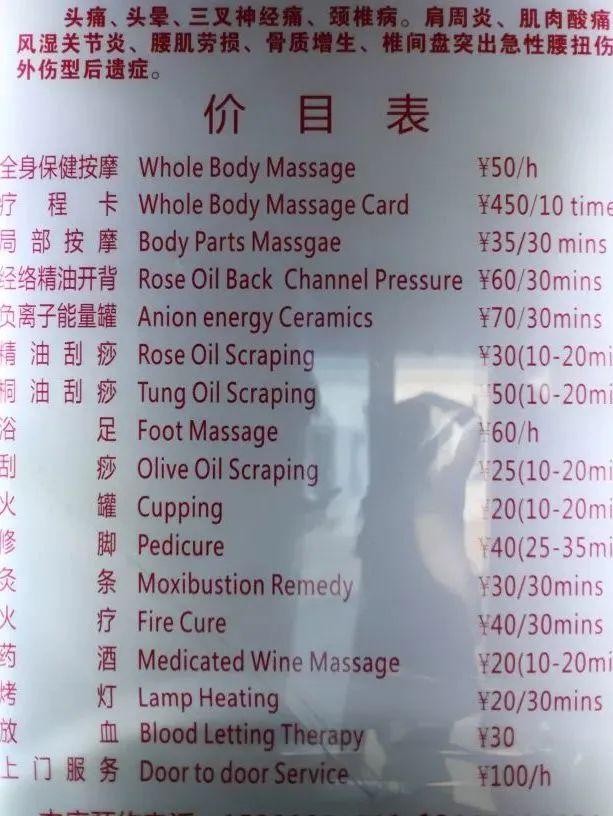 头痛、头晕、三叉神经痛、颈椎病。肩周炎、肌肉酸痛
风湿关节炎、腰肌劳损、骨质增生、椎间盘突出急性腰扭伤
外伤型后遗症。
价 目 表
全身保健按摩 Whole Body Massage ¥50/h
疗 程 卡 Whole Body Massage Card ¥450/10 time
局部按摩 Body Parts Massgae ¥35/30 mins
经络精油开背 Rose Oil Back Channel Pressure ¥60/30mins
负离子能量罐 Anion energy Ceramics ¥70/30mins
精油刮痧 Rose Oil Scraping ¥30(10-20mi
桐油刮痧 Tung Oil Scraping ¥50(10-20mi
浴 足 Foot Massage ¥60/h
刮 痧 Olive Oil Scraping ¥25(10-20mi
火 罐 Cupping ¥20(10-20mi
修 脚 Pedicure ¥40(25-35mi
灸 条 Moxibustion Remedy ¥30/30mins
火 疗 Fire Cure ¥40/30mins
药 酒 Medicated Wine Massage ¥20(10-20mi
烤 灯 Lamp Heating ¥20/30mins
放 血 Blood Letting Therapy ¥30
上门服务 Door to door Service ¥100/h